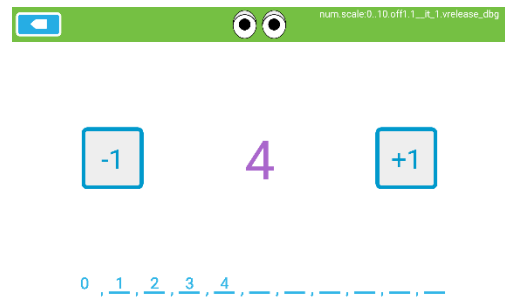 num.scale:0..10.off1.1__it_1.vrelease_dbg
-1 4 +1
0 , 1 , 2 , 3 , 4 , __ , __ , __ , __ , __ , __